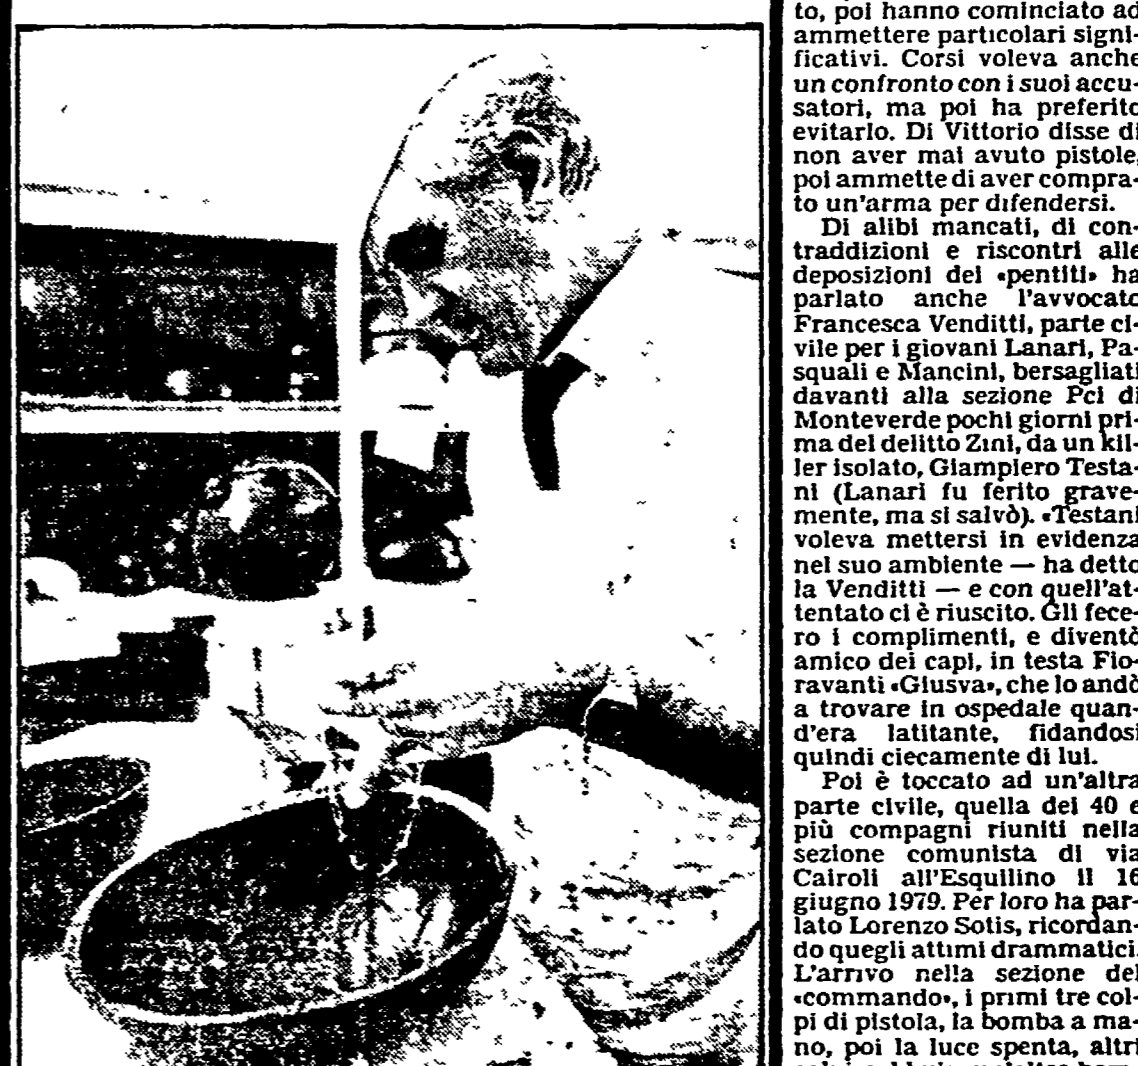 to, poi hanno cominciato ad
ammettere particolari signi-
ficativi. Corsi voleva anche
un confronto con i suoi accu-
satori, ma poi ha preferito
evitarlo. Di Vittorio disse di
non aver mai avuto pistole,
poi ammette di aver compra-
to un'arma per difendersi.
Di alibi mancati, di con-
traddizioni e riscontri alle
deposizioni dei «pentiti» ha
parlato anche l'avvocato
Francesca Venditti, parte ci-
vile per i giovani Lanari, Pa-
squali e Mancini, bersagliati
davanti alla sezione Pci di
Monteverde pochi giorni pri-
ma del delitto Zini, da un kil-
ler isolato, Giampiero Testa-
ni (Lanari fu ferito grave-
mente, ma si salvò). «Testani
voleva mettersi in evidenza
nel suo ambiente — ha detto
la Venditti — e con quell'at-
tentato ci è riuscito. Gli fece-
ro i complimenti, e diventò
amico dei capi, in testa Fio-
ravanti «Giusva», che lo andò
a trovare in ospedale quan-
d'era latitante, fidandosi
quindi ciecamente di lui.
Poi è toccato ad un'altra
parte civile, quella dei 40 e
più compagni riuniti nella
sezione comunista di via
Cairoli all'Esquilino il 16
giugno 1979. Per loro ha par-
lato Lorenzo Sotis, ricordan-
do quegli attimi drammatici.
L'arrivo nella sezione del
«commando», i primi tre col-
pi di pistola, la bomba a ma-
no, poi la luce spenta, altri